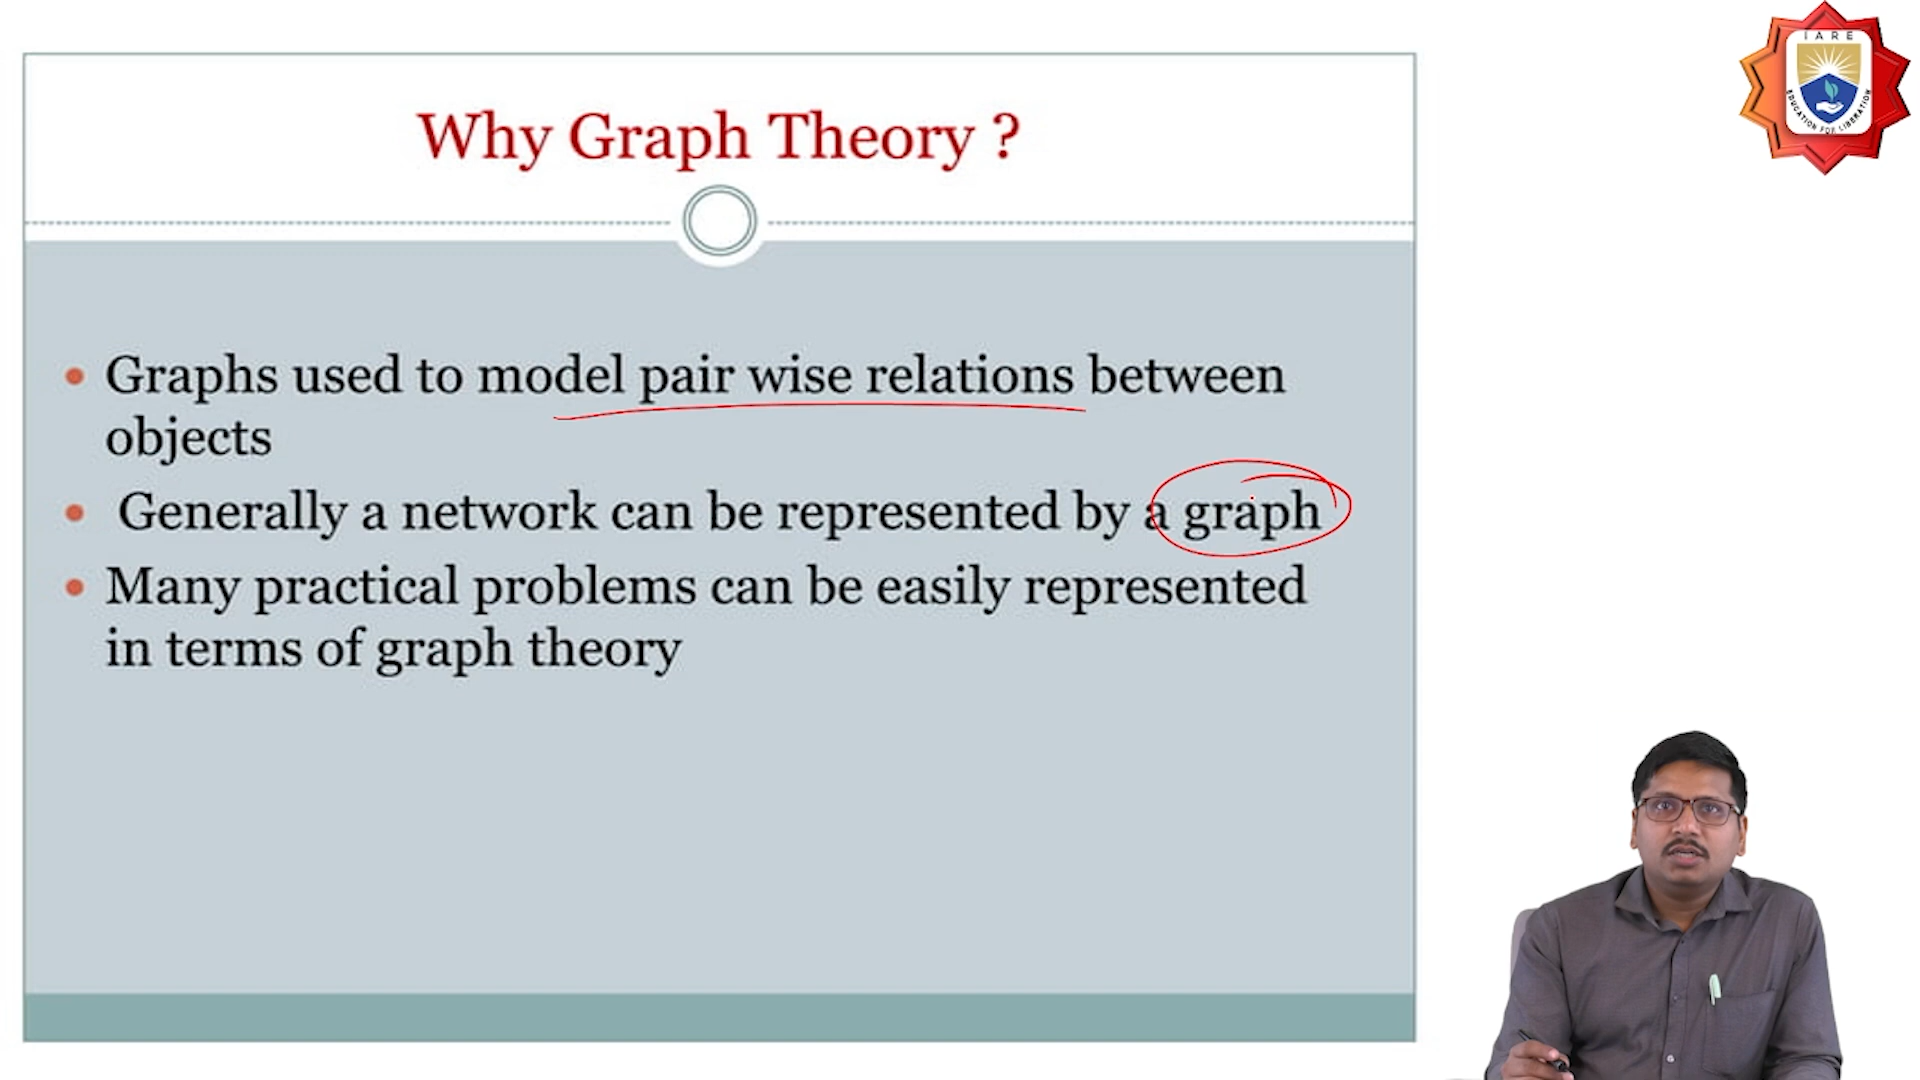 IARE
EDUCATION FOR LIBERATION
Why Graph Theory ?
• Graphs used to model pair wise relations between
objects
• Generally a network can be represented by a graph
• Many practical problems can be easily represented
in terms of graph theory